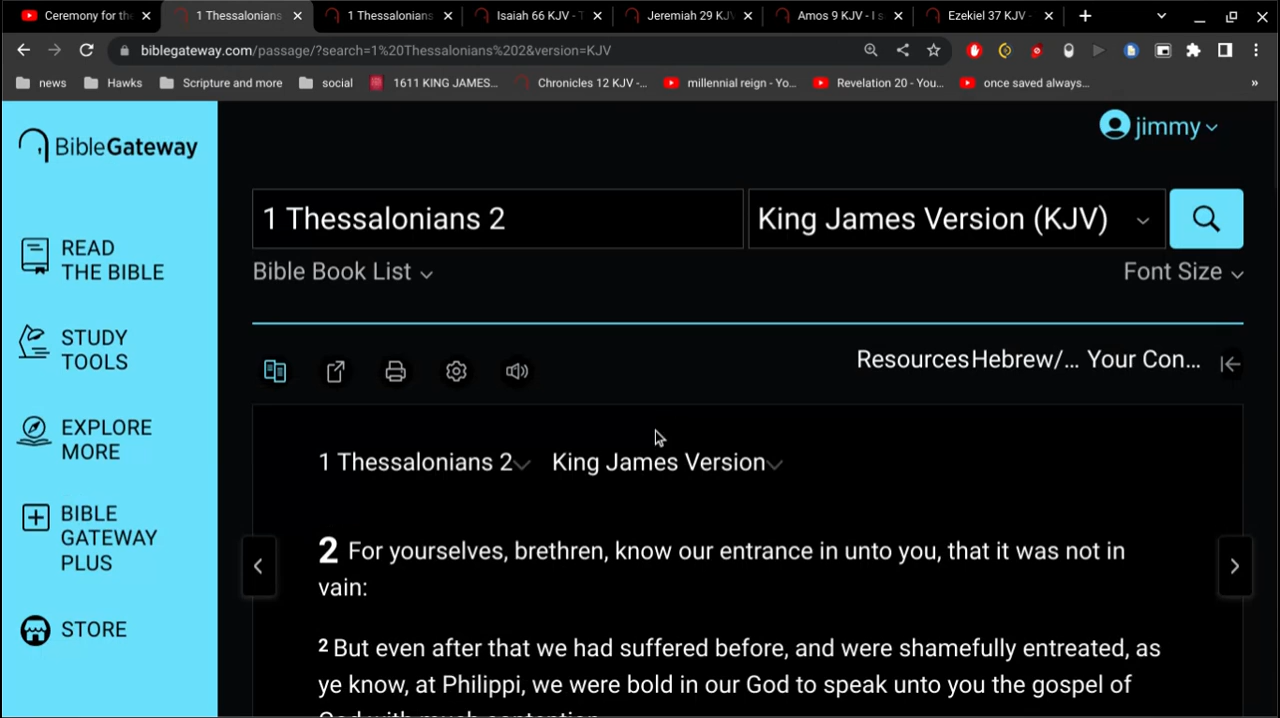 Ceremony for the
1 Thessalonians
1 Thessalonians
Isaiah 66 KJV - T
Jeremiah 29 KJV
Amos 9 KJV - I s
Ezekiel 37 KJV -
biblegateway.com/passage/?search=1%20Thessalonians%202&version=KJV
news
Hawks
Scripture and more
social
1611 KING JAMES...
Chronicles 12 KJV -...
millennial reign - Yo...
Revelation 20 - You...
once saved always...
»
BibleGateway
jimmy
1 Thessalonians 2
King James Version (KJV)
Bible Book List
Font Size
READ
THE BIBLE
STUDY
TOOLS
EXPLORE
MORE
BIBLE
GATEWAY
PLUS
STORE
Resources Hebrew/... Your Con...
1 Thessalonians 2
King James Version
2 For yourselves, brethren, know our entrance in unto you, that it was not in
vain:
2 But even after that we had suffered before, and were shamefully entreated, as
ye know, at Philippi, we were bold in our God to speak unto you the gospel of
God with much contention